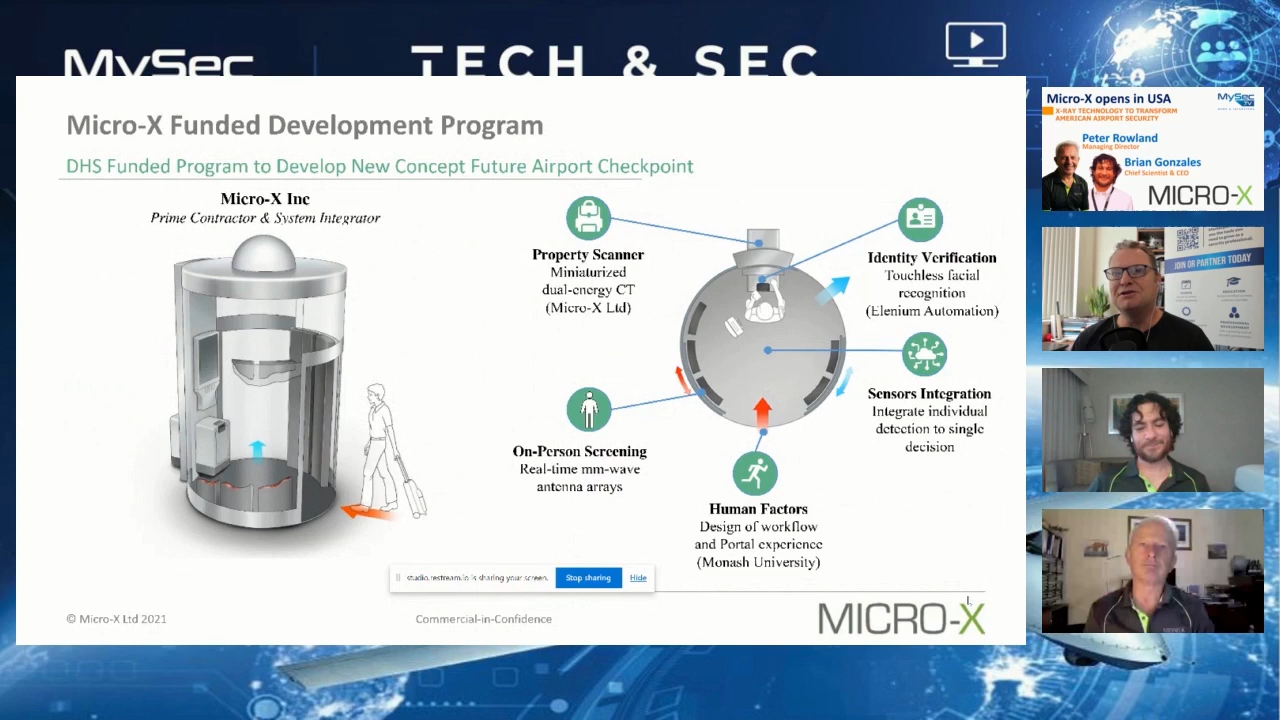 MySec
TECH & SEC
Micro-X Funded Development Program
DHS Funded Program to Develop New Concept Future Airport Checkpoint
Micro-X Inc
Prime Contractor & System Integrator
Property Scanner
Miniaturized
dual-energy CT
(Micro-X Ltd)
Identity Verification
Touchless facial
recognition
(Elenium Automation)
Sensors Integration
Integrate individual
detection to single
decision
On-Person Screening
Real-time mm-wave
antenna arrays
Human Factors
Design of workflow
and Portal experience
(Monash University)
studio.restream.io is sharing your screen.
Stop sharing
Hide
© Micro-X Ltd 2021
Commercial-in-Confidence
MICRO-X
Micro-X opens in USA
X-RAY TECHNOLOGY TO TRANSFORM
AMERICAN AIRPORT SECURITY
MySec
TV
Peter Rowland
Managing Director
Brian Gonzales
Chief Scientist & CEO
MICRO-X
JOIN OR PARTNER TODAY